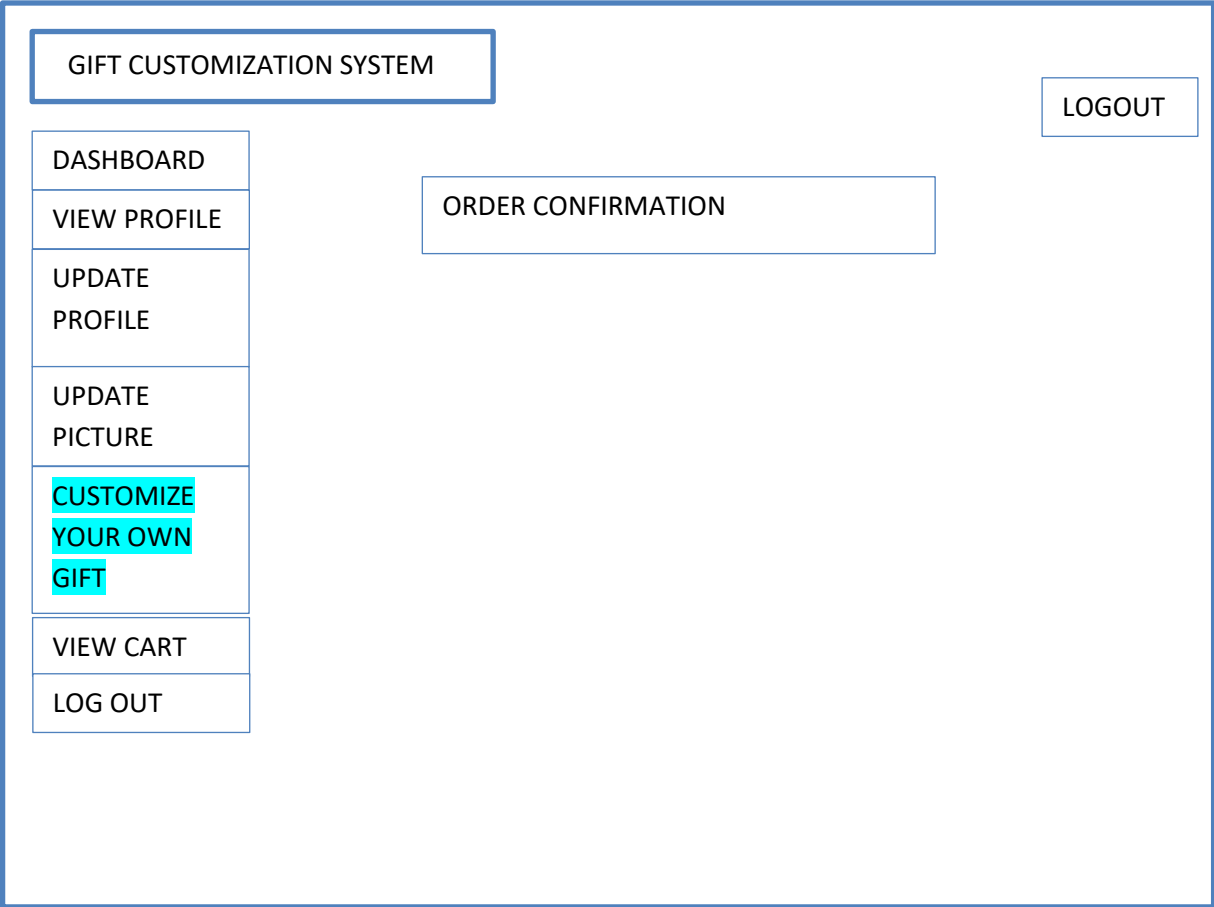 GIFT CUSTOMIZATION SYSTEM
LOGOUT
DASHBOARD
VIEW PROFILE
ORDER CONFIRMATION
UPDATE
PROFILE
UPDATE
PICTURE
CUSTOMIZE
YOUR OWN
GIFT
VIEW CART
LOG OUT